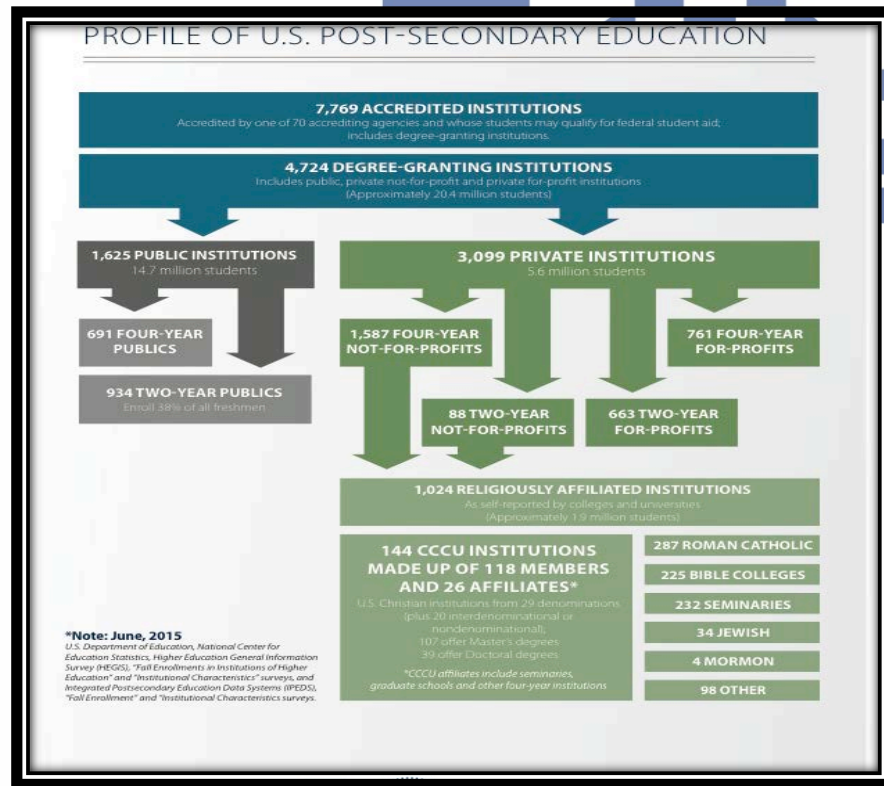 PROFILE OF U.S. POST-SECONDARY EDUCATION
7,769 ACCREDITED INSTITUTIONS
Accredited by one of 70 accrediting agencies and whose students may qualify for federal student aid;
includes degree-granting institutions.
4,724 DEGREE-GRANTING INSTITUTIONS
Includes public, private not-for-profit and private for-profit institutions
(Approximately 20.4 million students)
1,625 PUBLIC INSTITUTIONS
14.7 million students
3,099 PRIVATE INSTITUTIONS
5.6 million students
691 FOUR-YEAR
PUBLICS
1,587 FOUR-YEAR
NOT-FOR-PROFITS
761 FOUR-YEAR
FOR-PROFITS
934 TWO-YEAR PUBLICS
Enroll 38% of all freshmen
88 TWO-YEAR
NOT-FOR-PROFITS
663 TWO-YEAR
FOR-PROFITS
1,024 RELIGIOUSLY AFFILIATED INSTITUTIONS
As self-reported by colleges and universities
(Approximately 1.9 million students)
144 CCCU INSTITUTIONS
MADE UP OF 118 MEMBERS
AND 26 AFFILIATES*
U.S. Christian institutions from 29 denominations
(plus 20 interdenominational or
nondenominational);
107 offer Master's degrees
39 offer Doctoral degrees
*CCCU affiliates include seminaries,
graduate schools and other four-year institutions
287 ROMAN CATHOLIC
225 BIBLE COLLEGES
232 SEMINARIES
34 JEWISH
4 MORMON
98 OTHER
*Note: June, 2015
U.S. Department of Education, National Center for
Education Statistics, Higher Education General Information
Survey (HEGIS), "Fall Enrollments in Institutions of Higher
Education" and "Institutional Characteristics" surveys, and
Integrated Postsecondary Education Data Systems (IPEDS),
"Fall Enrollment" and "Institutional Characteristics surveys.